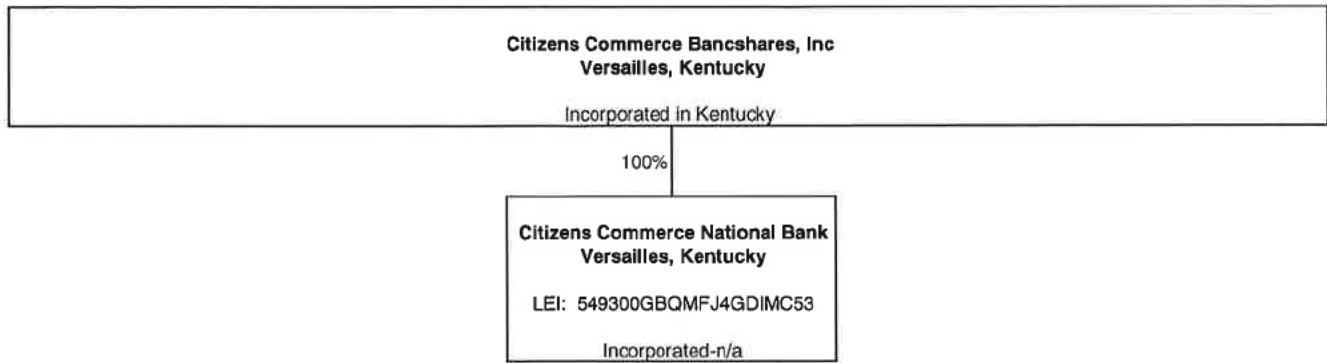 Citizens Commerce Bancshares, Inc
Versailles, Kentucky
Incorporated in Kentucky
100%
Citizens Commerce National Bank
Versailles, Kentucky
LEI: 549300GBQMFJ4GDIMC53
Incorporated-n/a